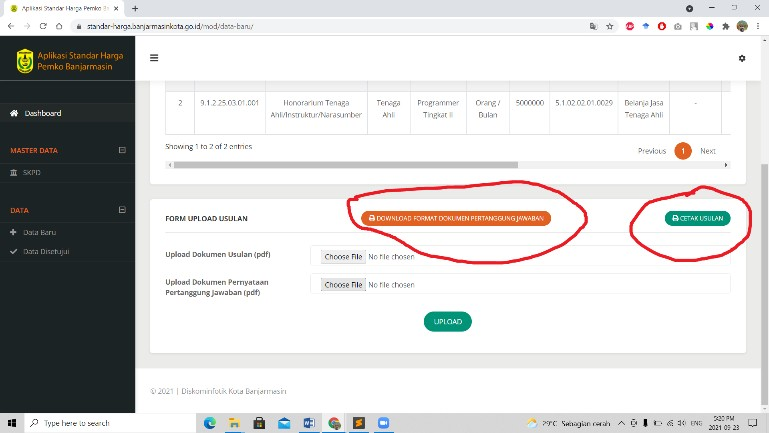 Aplikasi Standar Harga Pemko Ba
standar-harga.banjarmasinkota.go.id/mod/data-baru/
Aplikasi Standar Harga
Pemko Banjarmasin
Dashboard
MASTER DATA
SKPD
DATA
Data Baru
Data Disetujui
2 9.1.2.25.03.01.001 Honorarium Tenaga Ahli/Instruktur/Narasumber Tenaga Ahli Programmer Tingkat II Orang / Bulan 5000000 5.1.02.02.01.0029 Belanja Jasa Tenaga Ahli -
Showing 1 to 2 of 2 entries
Previous 1 Next
FORM UPLOAD USULAN
DOWNLOAD FORMAT DOKUMEN PERTANGGUNG JAWABAN
CETAK USULAN
Upload Dokumen Usulan (pdf)
Choose File No file chosen
Upload Dokumen Pernyataan
Pertanggung Jawaban (pdf)
Choose File No file chosen
UPLOAD
© 2021 | Diskominfotik Kota Banjarmasin
Type here to search
29°C Sebagian cerah
ENG
5:20 PM
2021-09-23